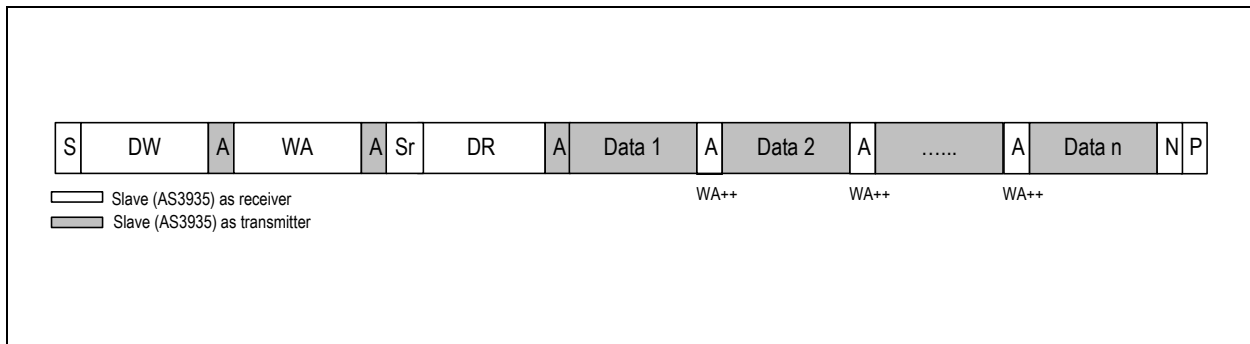 S DW A WA A Sr DR A Data 1 A Data 2 A …... A Data n N P
WA++ WA++ WA++
Slave (AS3935) as receiver
Slave (AS3935) as transmitter